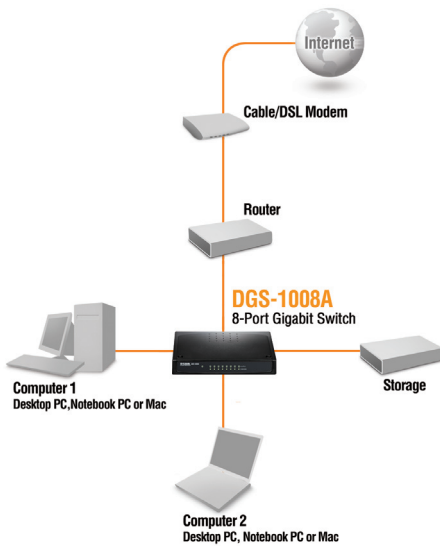 Internet
Cable/DSL Modem
Router
DGS-1008A
8-Port Gigabit Switch
Computer 1
Desktop PC,Notebook PC or Mac
Storage
Computer 2
Desktop PC, Notebook PC or Mac